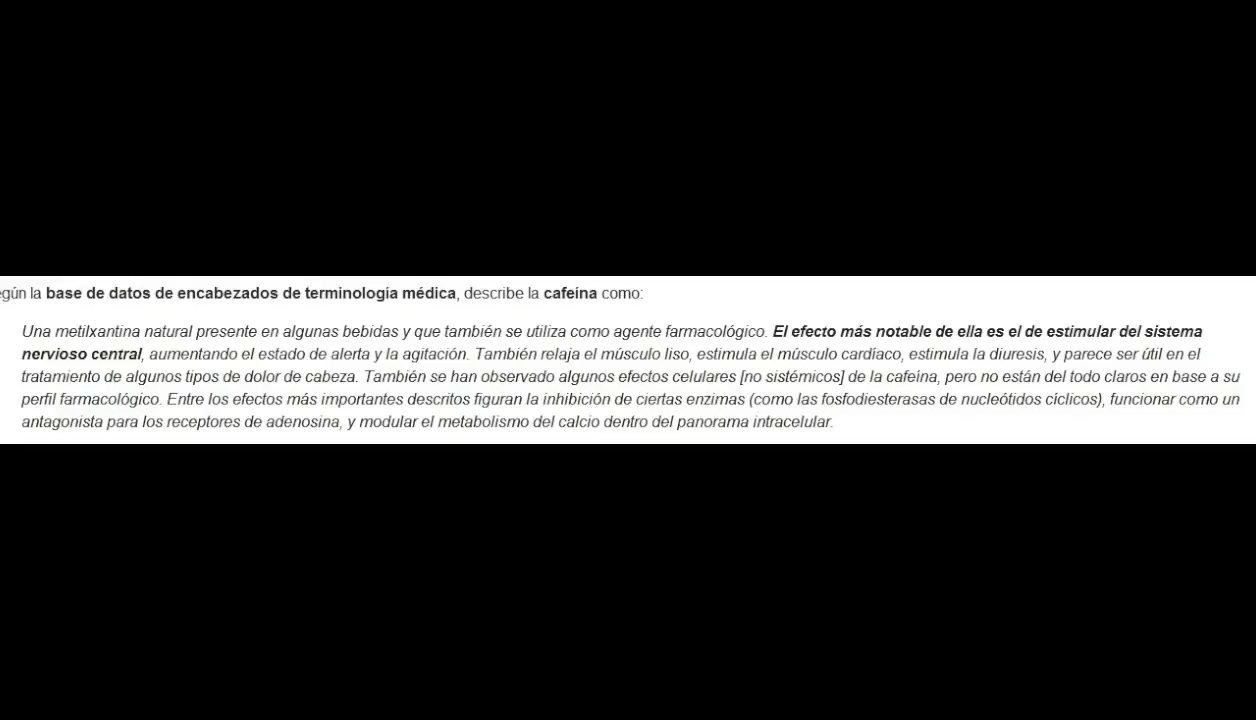 egún la base de datos de encabezados de terminología médica, describe la cafeína como:
Una metilxantina natural presente en algunas bebidas y que también se utiliza como agente farmacológico. El efecto más notable de ella es el de estimular del sistema
nervioso central, aumentando el estado de alerta y la agitación. También relaja el músculo liso, estimula el músculo cardíaco, estimula la diuresis, y parece ser útil en el
tratamiento de algunos tipos de dolor de cabeza. También se han observado algunos efectos celulares [no sistémicos] de la cafeína, pero no están del todo claros en base a su
perfil farmacológico. Entre los efectos más importantes descritos figuran la inhibición de ciertas enzimas (como las fosfodiesterasas de nucleótidos cíclicos), funcionar como un
antagonista para los receptores de adenosina, y modular el metabolismo del calcio dentro del panorama intracelular.